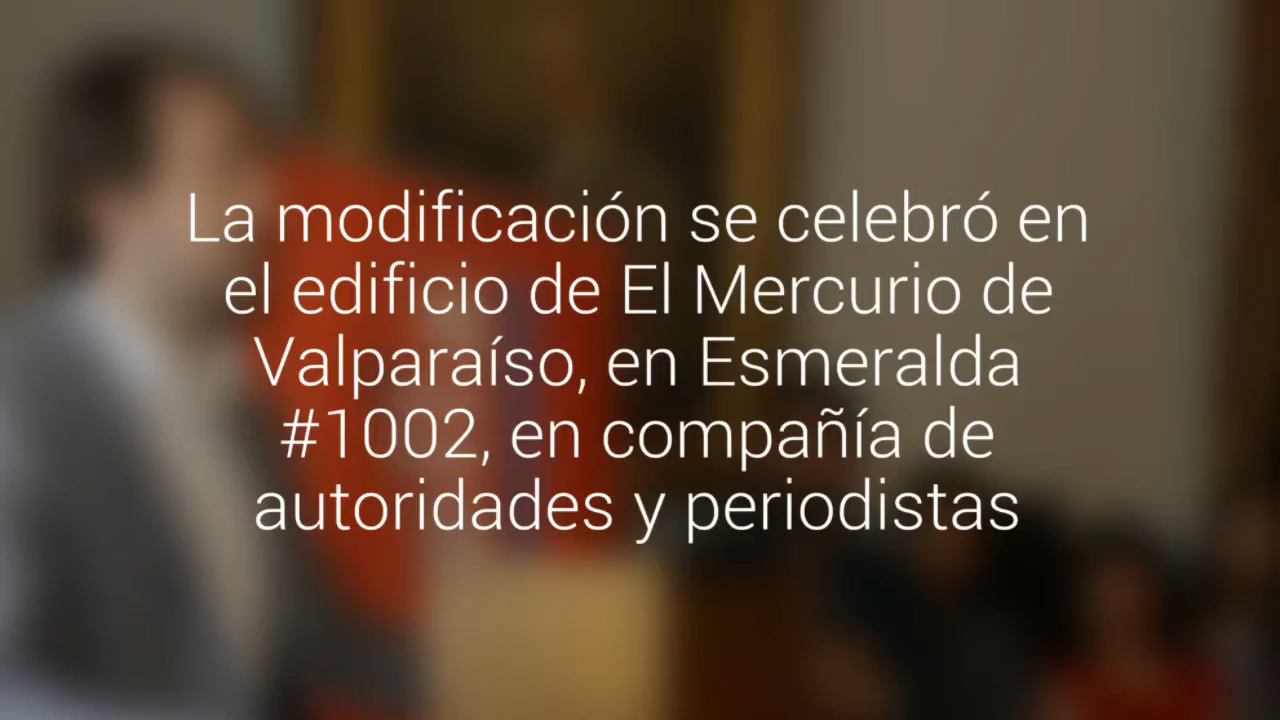 La modificación se celebró en
el edificio de El Mercurio de
Valparaíso, en Esmeralda
#1002, en compañía de
autoridades y periodistas